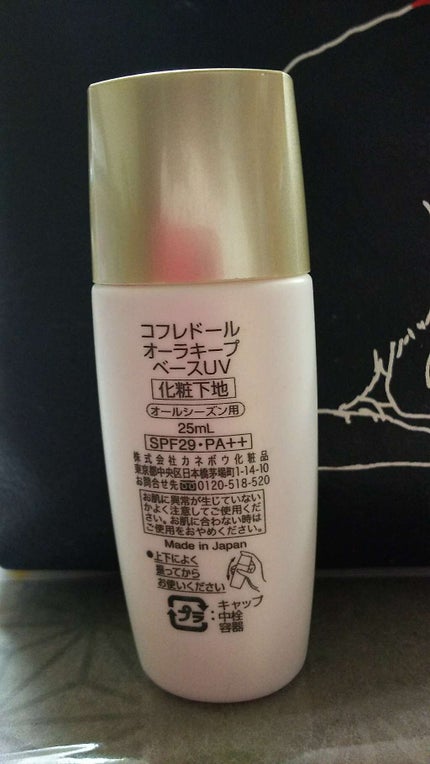 コフレドール
オーラキープ
ベースUV
化粧下地
オールシーズン用
25mL
SPF29・PA++
株式会社カネボウ化粧品
東京都中央区日本橋茅場町1-14-10
お問合せ先 0120-518-520
お肌に異常が生じていない
かよく注意してご使用くだ
さい。お肌に合わない時は
ご使用をおやめください。
Made in Japan
●上下によく
振ってから
お使いください
プラ:キャップ
中栓
容器